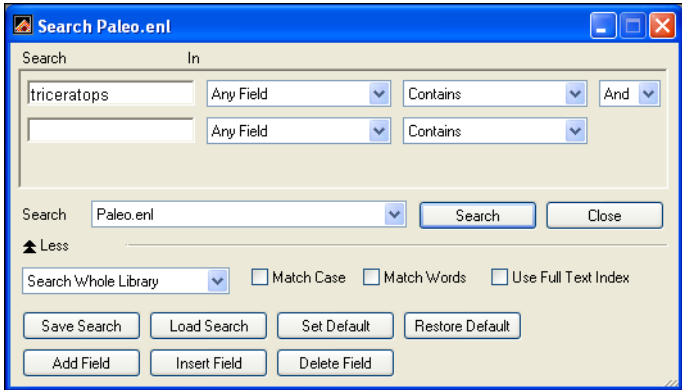 Search Paleo.enl
Search In
triceratops Any Field Contains And
Any Field Contains
Search Paleo.enl Search Close
Less
Search Whole Library Match Case Match Words Use Full Text Index
Save Search Load Search Set Default Restore Default
Add Field Insert Field Delete Field